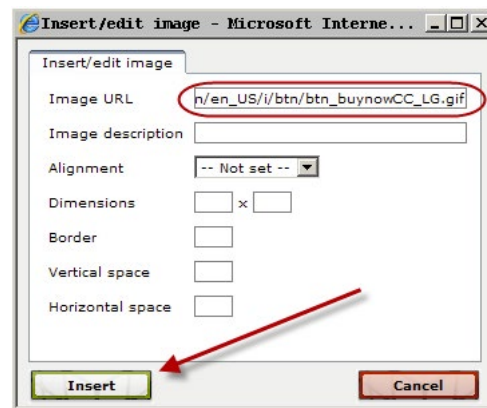 Insert/edit image - Microsoft Interne...
Insert/edit image
Image URL n/en_US/i/btn/btn_buynowCC_LG.gif
Image description
Alignment -- Not set --
Dimensions x
Border
Vertical space
Horizontal space
Insert Cancel